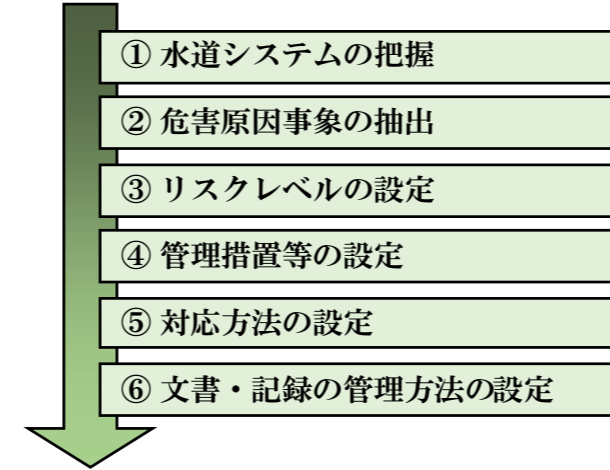 ① 水道システムの把握
② 危害原因事象の抽出
③ リスクレベルの設定
④ 管理措置等の設定
⑤ 対応方法の設定
⑥ 文書・記録の管理方法の設定